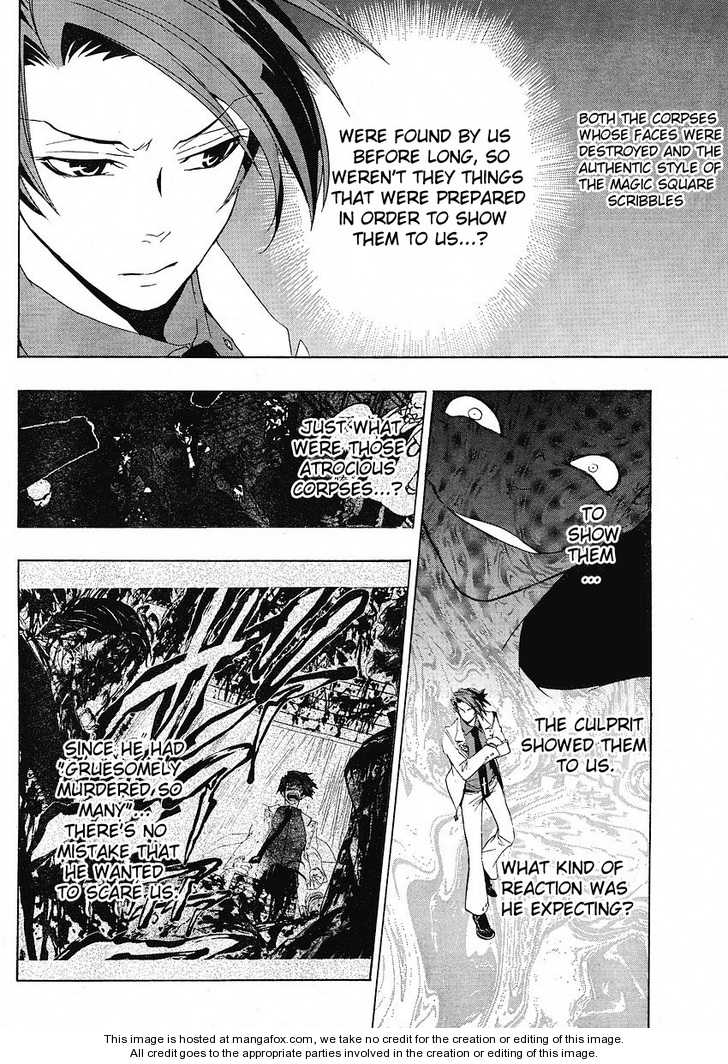 BOTH THE CORPSES
WHOSE FACES WERE
DESTROYED AND THE
AUTHENTIC STYLE OF
THE MAGIC SQUARE
SCRIBBLES
WERE FOUND BY US
BEFORE LONG, SO
WEREN'T THEY THINGS
THAT WERE PREPARED
IN ORDER TO SHOW
THEM TO US...?
TO
SHOW
THEM
...
THE CULPRIT
SHOWED THEM
TO US.
WHAT KIND OF
REACTION WAS
HE EXPECTING?
JUST WHAT
WERE THOSE
ATROCIOUS
CORPSES...?
SINCE HE HAD
"GRUESOMELY
MURDERED, SO
MANY"...
THERE'S NO
MISTAKE THAT
HE WANTED
TO SCARE US.
This image is hosted at mangafox.com, we take no credit for the creation or editing of this image.
All credit goes to the appropriate parties involved in the creation or editing of this image.